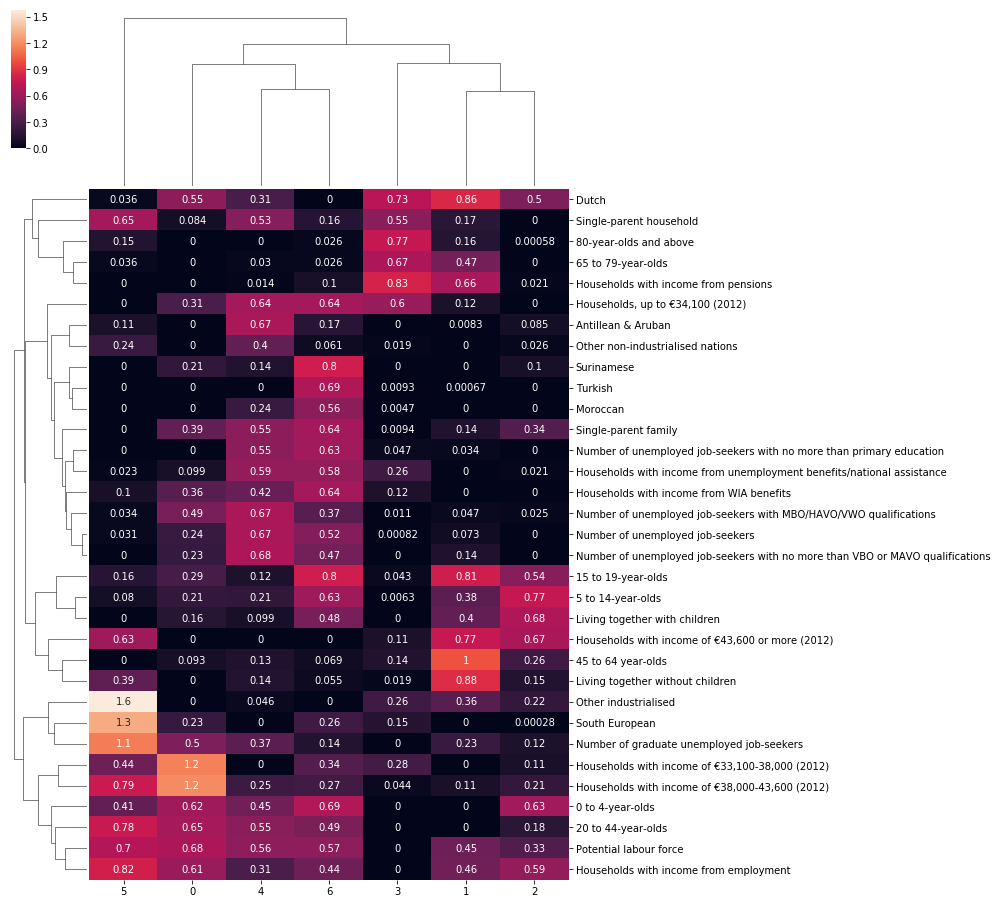 1.5
1.2
0.9
0.6
0.3
0.0
0.036 0.55 0.31 0 0.73 0.86 0.5 Dutch
0.65 0.084 0.53 0.16 0.55 0.17 0 Single-parent household
0.15 0 0 0.026 0.77 0.16 0.00058 80-year-olds and above
0.036 0 0.03 0.026 0.67 0.47 0 65 to 79-year-olds
0 0 0.014 0.1 0.83 0.66 0.021 Households with income from pensions
0 0.31 0.64 0.64 0.6 0.12 0 Households, up to €34,100 (2012)
0.11 0 0.67 0.17 0 0.0083 0.085 Antillean & Aruban
0.24 0 0.4 0.061 0.019 0 0.026 Other non-industrialised nations
0 0.21 0.14 0.8 0 0 0.1 Surinamese
0 0 0 0.69 0.0093 0.00067 0 Turkish
0 0 0.24 0.56 0.0047 0 0 Moroccan
0 0.39 0.55 0.64 0.0094 0.14 0.34 Single-parent family
0 0 0.55 0.63 0.047 0.034 0 Number of unemployed job-seekers with no more than primary education
0.023 0.099 0.59 0.58 0.26 0 0.021 Households with income from unemployment benefits/national assistance
0.1 0.36 0.42 0.64 0.12 0 0 Households with income from WIA benefits
0.034 0.49 0.67 0.37 0.011 0.047 0.025 Number of unemployed job-seekers with MBO/HAVO/VWO qualifications
0.031 0.24 0.67 0.52 0.00082 0.073 0 Number of unemployed job-seekers
0 0.23 0.68 0.47 0 0.14 0 Number of unemployed job-seekers with no more than VBO or MAVO qualifications
0.16 0.29 0.12 0.8 0.043 0.81 0.54 15 to 19-year-olds
0.08 0.21 0.21 0.63 0.0063 0.38 0.77 5 to 14-year-olds
0 0.16 0.099 0.48 0 0.4 0.68 Living together with children
0.63 0 0 0 0.11 0.77 0.67 Households with income of €43,600 or more (2012)
0 0.093 0.13 0.069 0.14 1 0.26 45 to 64 year-olds
0.39 0 0.14 0.055 0.019 0.88 0.15 Living together without children
1.6 0 0.046 0 0.26 0.36 0.22 Other industrialised
1.3 0.23 0 0.26 0.15 0 0.00028 South European
1.1 0.5 0.37 0.14 0 0.23 0.12 Number of graduate unemployed job-seekers
0.44 1.2 0 0.34 0.28 0 0.11 Households with income of €33,100-38,000 (2012)
0.79 1.2 0.25 0.27 0.044 0.11 0.21 Households with income of €38,000-43,600 (2012)
0.41 0.62 0.45 0.69 0 0 0.63 0 to 4-year-olds
0.78 0.65 0.55 0.49 0 0 0.18 20 to 44-year-olds
0.7 0.68 0.56 0.57 0 0.45 0.33 Potential labour force
0.82 0.61 0.31 0.44 0 0.46 0.59 Households with income from employment
5 0 4 6 3 1 2